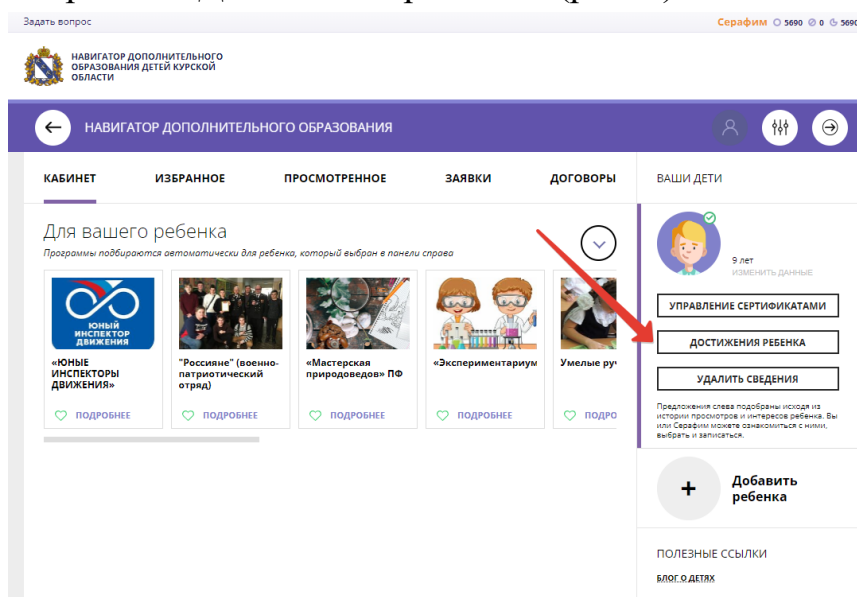 Задать вопрос
Серафим 5690 0 5690
НАВИГАТОР ДОПОЛНИТЕЛЬНОГО
ОБРАЗОВАНИЯ ДЕТЕЙ КУРСКОЙ
ОБЛАСТИ
НАВИГАТОР ДОПОЛНИТЕЛЬНОГО ОБРАЗОВАНИЯ
КАБИНЕТ ИЗБРАННОЕ ПРОСМОТРЕННОЕ ЗАЯВКИ ДОГОВОРЫ
ВАШИ ДЕТИ
Для вашего ребенка
Программы подбираются автоматически для ребенка, который выбран в панели справа
ЮНЫЙ
ИНСПЕКТОР
ДВИЖЕНИЯ
«ЮНЫЕ
ИНСПЕКТОРЫ
ДВИЖЕНИЯ»
ПОДРОБНЕЕ
"Россияне" (военно-
патриотический
отряд)
ПОДРОБНЕЕ
«Мастерская
природоведов» ПФ
ПОДРОБНЕЕ
«Экспериментариум
ПОДРОБНЕЕ
Умелые ру
ПОДРО
9 лет
ИЗМЕНИТЬ ДАННЫЕ
УПРАВЛЕНИЕ СЕРТИФИКАТАМИ
ДОСТИЖЕНИЯ РЕБЕНКА
УДАЛИТЬ СВЕДЕНИЯ
Предложения слева подобраны исходя из
истории просмотров и интересов ребенка. Вы
или Серафим можете ознакомиться с ними,
выбрать и записаться.
+ Добавить
ребенка
ПОЛЕЗНЫЕ ССЫЛКИ
БЛОГ О ДЕТЯХ